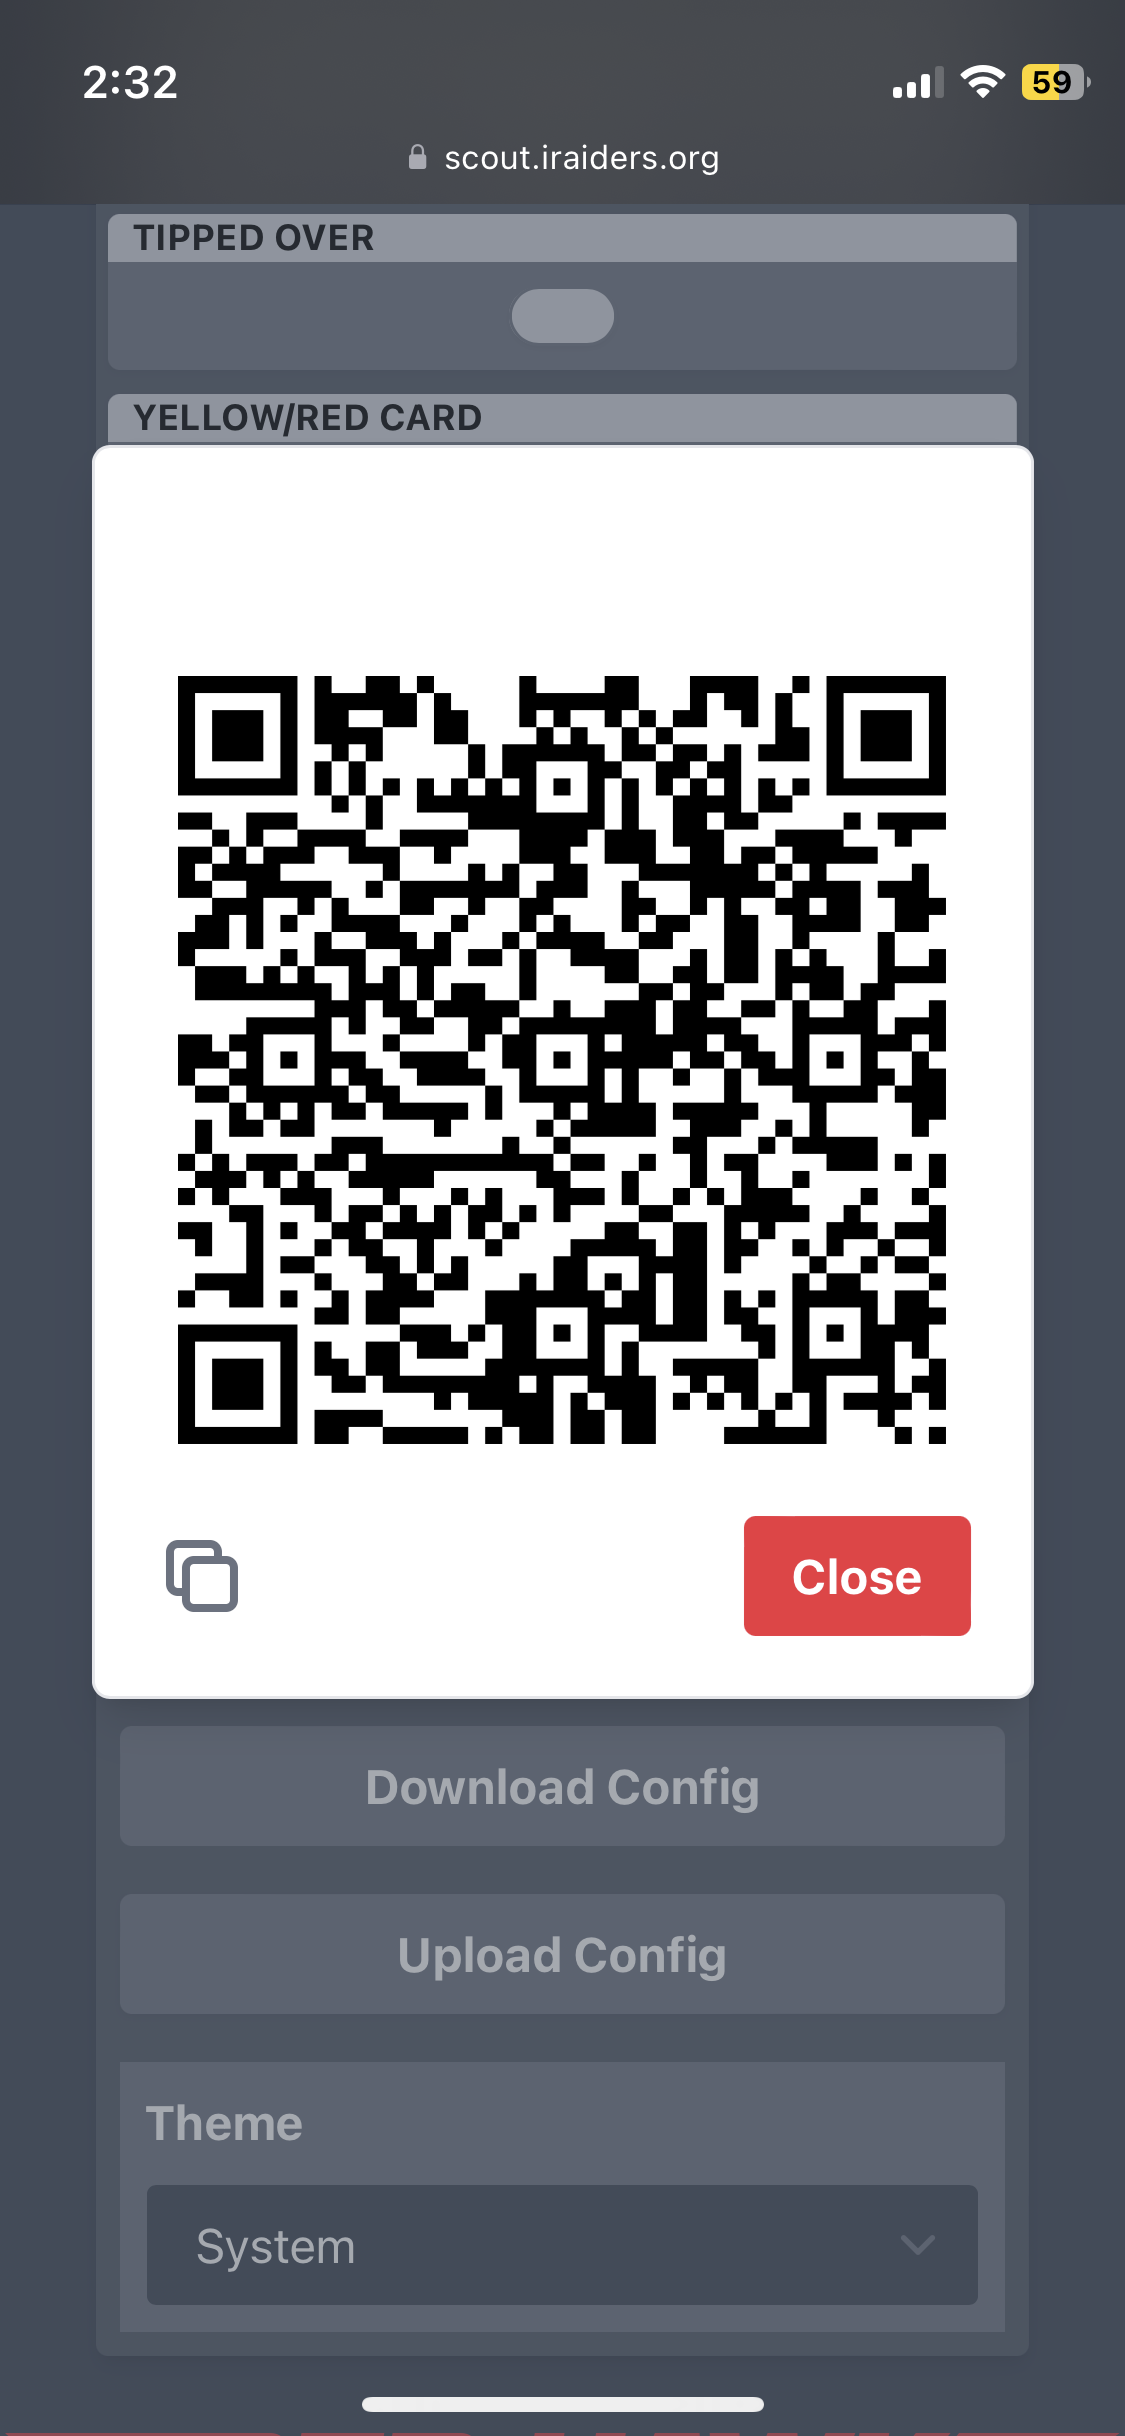 2:32
59
scout.iraiders.org
TIPPED OVER
YELLOW/RED CARD
Close
Download Config
Upload Config
Theme
System